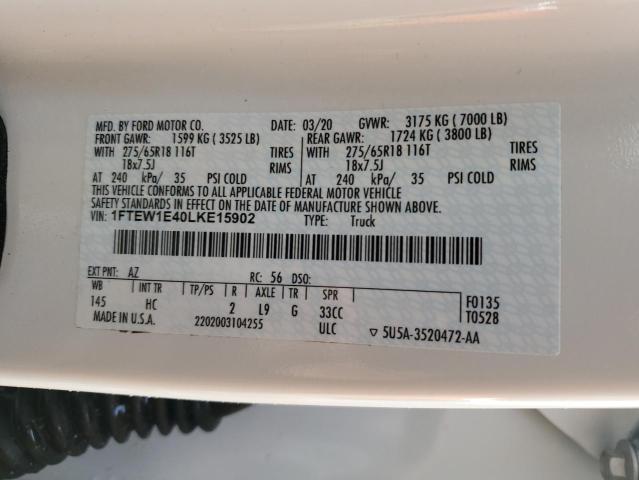 MFD. BY FORD MOTOR CO. 03/20 GVWR: 3175 KG ( 7000 LB)
FRONT GAWR: 1599 KG ( 3525 LB) REAR GAWR: 1724 KG ( 3800 LB)
WITH 275/65R18 116T TIRES WITH 275/65R18 116T TIRES
18x7.5J RIMS 18x7.5J RIMS
AT 240 kPa/ 35 PSI COLD AT 240 kPa/ 35 PSI COLD
THIS VEHICLE CONFORMS TO ALL APPLICABLE FEDERAL MOTOR VEHICLE
SAFETY STANDARDS IN EFFECT ON THE DATE OF MANUFACTURE SHOWN ABOVE.
VIN: 1FTEW1E40LKE15902 TYPE: Truck
EXT PNT: AZ RC: 56 DSO:
WB INT TR TP/PS R AXLE TR SPR F0135
145 HC 2 L9 G 33CC T0528
MADE IN U.S.A. 2202003104255 ULC ▽ 5U5A-3520472-AA